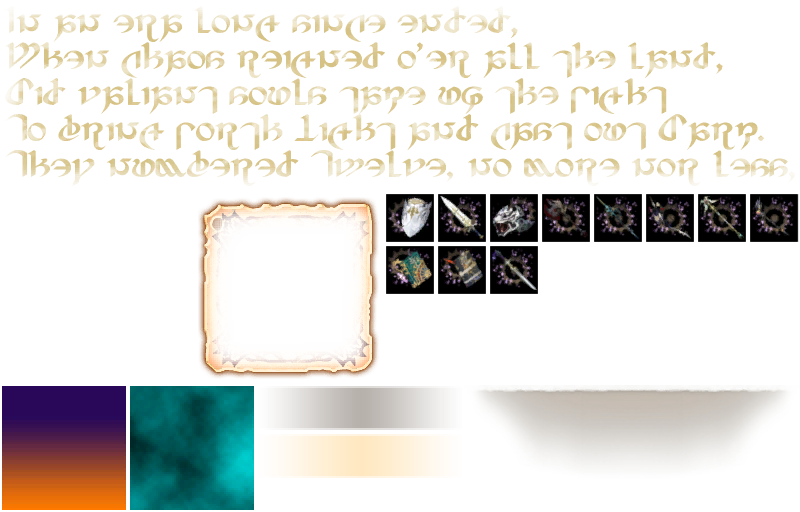 In an era long since ended,
When chaos reigned o'er all the land,
Did valiant souls take up the fight
To bring forth light and cast out dark.
They numbered Twelve, no more nor less.